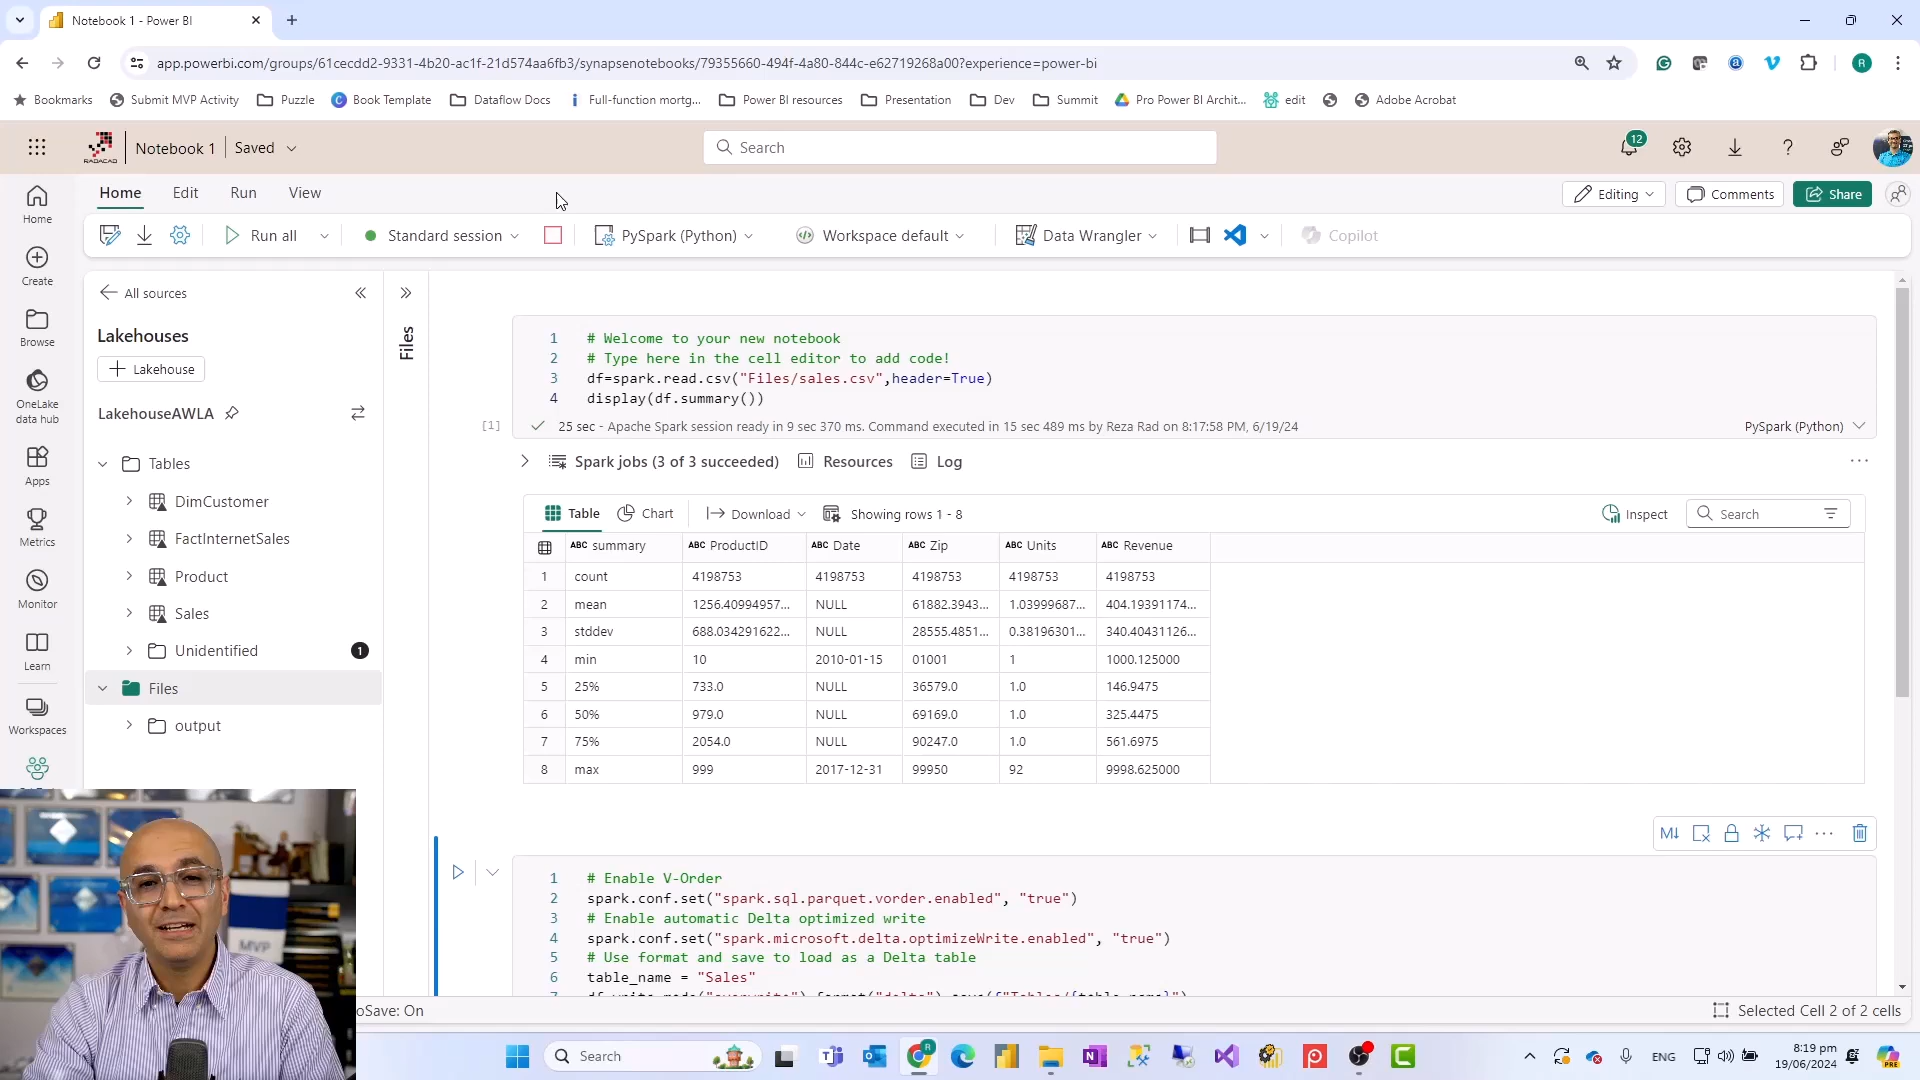 Notebook 1 - Power BI
app.powerbi.com/groups/61cecdd2-9331-4b20-ac1f-21d574aa6fb3/synapsenotebooks/79355660-494f-4a80-844c-e62719268a00?experience=power-bi
R
Bookmarks Submit MVP Activity Puzzle Book Template Dataflow Docs Full-function mortg... Power BI resources Presentation Dev Summit Pro Power BI Archit... edit Adobe Acrobat
RADACAD Notebook 1 Saved Search 12
Home Edit Run View Editing Comments Share
Run all Standard session PySpark (Python) Workspace default Data Wrangler Copilot
Home
Create
Browse
OneLake
data hub
Apps
Metrics
Monitor
Learn
Workspaces
All sources
Lakehouses
Lakehouse
LakehouseAWLA
Tables
DimCustomer
FactInternetSales
Product
Sales
Unidentified 1
Files
output
Files
1 # Welcome to your new notebook
2 # Type here in the cell editor to add code!
3 df=spark.read.csv("Files/sales.csv",header=True)
4 display(df.summary())
[1] 25 sec - Apache Spark session ready in 9 sec 370 ms. Command executed in 15 sec 489 ms by Reza Rad on 8:17:58 PM, 6/19/24 PySpark (Python)
Spark jobs (3 of 3 succeeded) Resources Log
Table Chart Download Showing rows 1 - 8 Inspect Search
ABC summary ABC ProductID ABC Date ABC Zip ABC Units ABC Revenue
1 count 4198753 4198753 4198753 4198753 4198753
2 mean 1256.40994957... NULL 61882.3943... 1.03999687... 404.19391174...
3 stddev 688.034291622... NULL 28555.4851... 0.38196301... 340.40431126...
4 min 10 2010-01-15 01001 1 1000.125000
5 25% 733.0 NULL 36579.0 1.0 146.9475
6 50% 979.0 NULL 69169.0 1.0 325.4475
7 75% 2054.0 NULL 90247.0 1.0 561.6975
8 max 999 2017-12-31 99950 92 9998.625000
M↓
1 # Enable V-Order
2 spark.conf.set("spark.sql.parquet.vorder.enabled", "true")
3 # Enable automatic Delta optimized write
4 spark.conf.set("spark.microsoft.delta.optimizeWrite.enabled", "true")
5 # Use format and save to load as a Delta table
6 table_name = "Sales"
7 df.write.mode("overwrite").format("delta").save(f"Tables/{table_name}")
MVP
oSave: On Selected Cell 2 of 2 cells
Search ENG 8:19 pm
19/06/2024
PRE